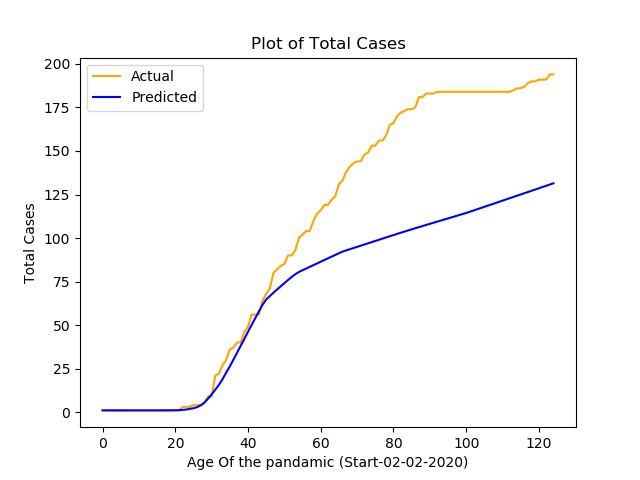 Plot of Total Cases
Actual
Predicted
200
175
150
125
100
75
50
25
0
Total Cases
0 20 40 60 80 100 120
Age Of the pandamic (Start-02-02-2020)